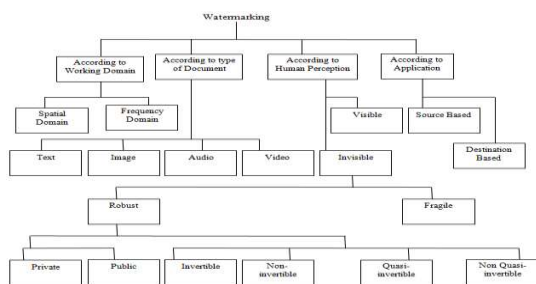 Watermarking
According to
Working Domain
According to type
of Document
According to
Human Perception
According to
Application
Spatial
Domain
Frequency
Domain
Visible
Source Based
Text
Image
Audio
Video
Invisible
Destination
Based
Robust
Fragile
Private
Public
Invertible
Non-
invertible
Quasi-
invertible
Non Quasi-
invertible